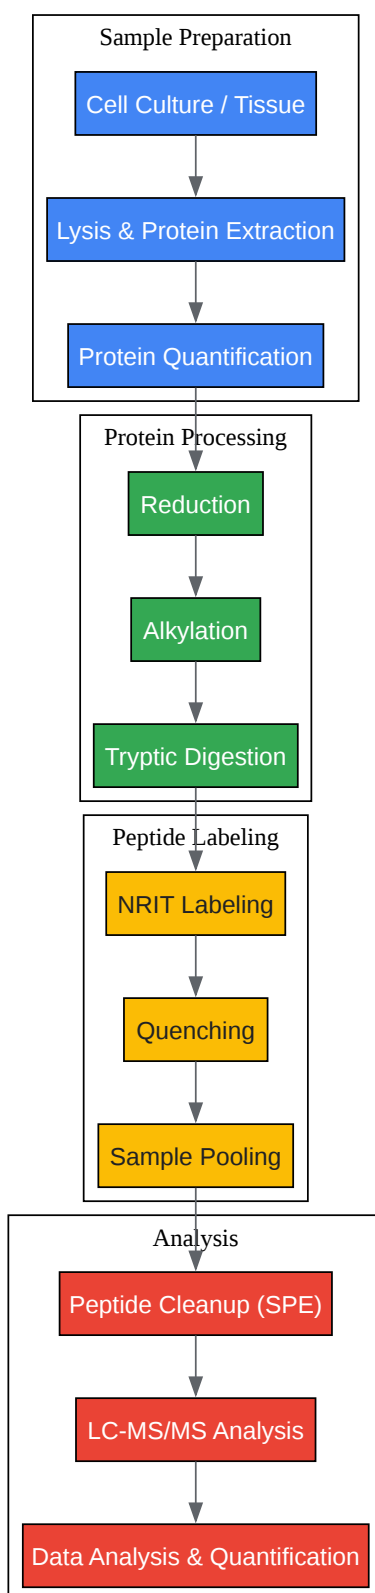 Sample Preparation
Cell Culture / Tissue
Lysis & Protein Extraction
Protein Quantification
Protein Processing
Reduction
Alkylation
Tryptic Digestion
Peptide Labeling
NRIT Labeling
Quenching
Sample Pooling
Analysis
Peptide Cleanup (SPE)
LC-MS/MS Analysis
Data Analysis & Quantification